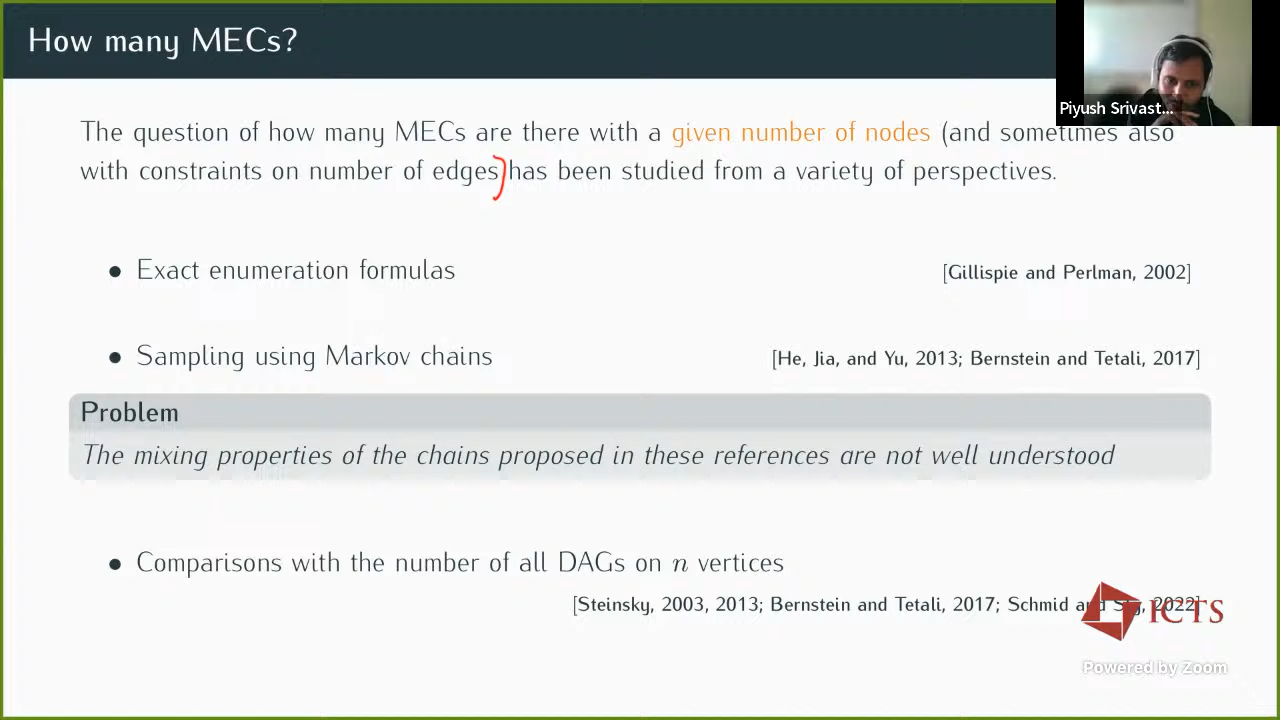 How many MECs?
Piyush Srivast...
The question of how many MECs are there with a given number of nodes (and sometimes also
with constraints on number of edges) has been studied from a variety of perspectives.
• Exact enumeration formulas [Gillispie and Perlman, 2002]
• Sampling using Markov chains [He, Jia, and Yu, 2013; Bernstein and Tetali, 2017]
Problem
The mixing properties of the chains proposed in these references are not well understood
• Comparisons with the number of all DAGs on n vertices
[Steinsky, 2003, 2013; Bernstein and Tetali, 2017; Schmid and 2022]
ICTS
Powered by Zoom